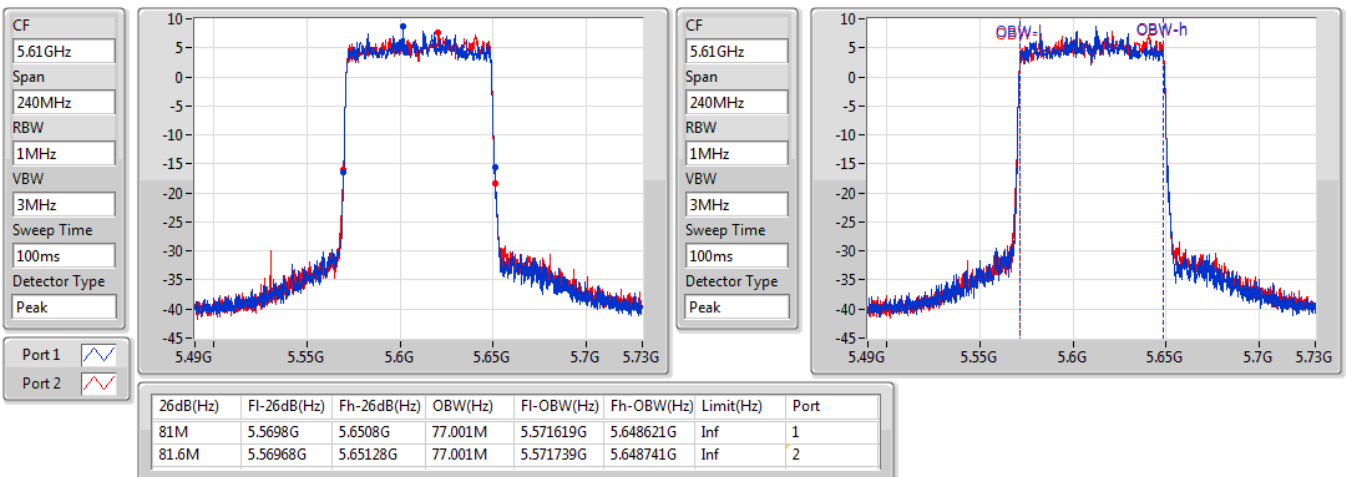 CF
5.61GHz
Span
240MHz
RBW
1MHz
VBW
3MHz
Sweep Time
100ms
Detector Type
Peak
Port 1
Port 2
10
5
0
-5
-10
-15
-20
-25
-30
-35
-40
-45
5.49G 5.55G 5.6G 5.65G 5.7G 5.73G
CF
5.61GHz
Span
240MHz
RBW
1MHz
VBW
3MHz
Sweep Time
100ms
Detector Type
Peak
OBW-l OBW-h
10
5
0
-5
-10
-15
-20
-25
-30
-35
-40
-45
5.49G 5.55G 5.6G 5.65G 5.7G 5.73G
26dB(Hz) Fl-26dB(Hz) Fh-26dB(Hz) OBW(Hz) Fl-OBW(Hz) Fh-OBW(Hz) Limit(Hz) Port
81M 5.5698G 5.6508G 77.001M 5.571619G 5.648621G Inf 1
81.6M 5.56968G 5.65128G 77.001M 5.571739G 5.648741G Inf 2